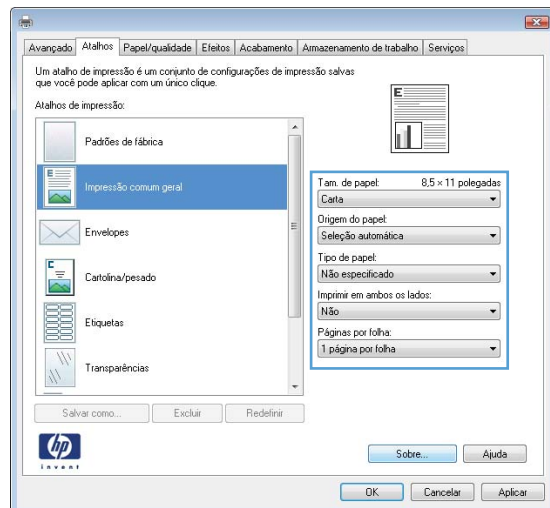 Avançado Atalhos Papel/qualidade Efeitos Acabamento Armazenamento de trabalho Serviços
Um atalho de impressão é um conjunto de configurações de impressão salvas
que você pode aplicar com um único clique.
Atalhos de impressão:
Padrões de fábrica
Impressão comum geral
Envelopes
Cartolina/pesado
Etiquetas
Transparências
E
E
C
Tam. de papel: 8,5 × 11 polegadas
Carta
Origem do papel:
Seleção automática
Tipo de papel:
Não especificado
Imprimir em ambos os lados:
Não
Páginas por folha:
1 página por folha
Salvar como... Excluir Redefinir
hp
invent
Sobre... Ajuda
OK Cancelar Aplicar